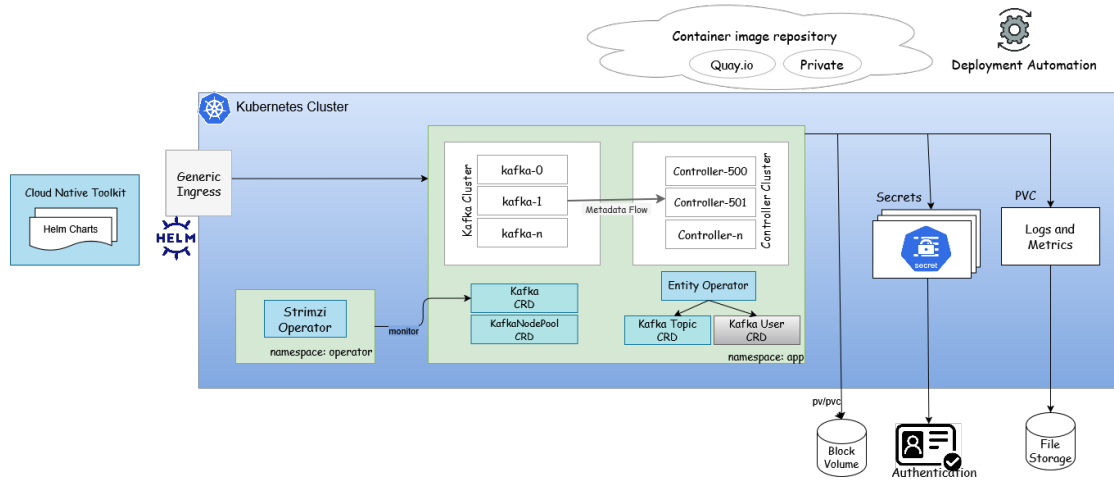 Container image repository
Quay.io
Private
Deployment Automation
Kubernetes Cluster
Cloud Native Toolkit
Helm Charts
Generic
Ingress
HELM
Kafka Cluster
kafka-0
kafka-1
kafka-n
Metadata Flow
Controller-500
Controller-501
Controller-n
Controller Cluster
Secrets
secret
PVC
Logs and
Metrics
Strimzi
Operator
namespace: operator
monitor
Kafka
CRD
KafkaNodePool
CRD
Entity Operator
Kafka Topic
CRD
Kafka User
CRD
namespace: app
pv/pvc
Block
Volume
Authentication
File
Storage